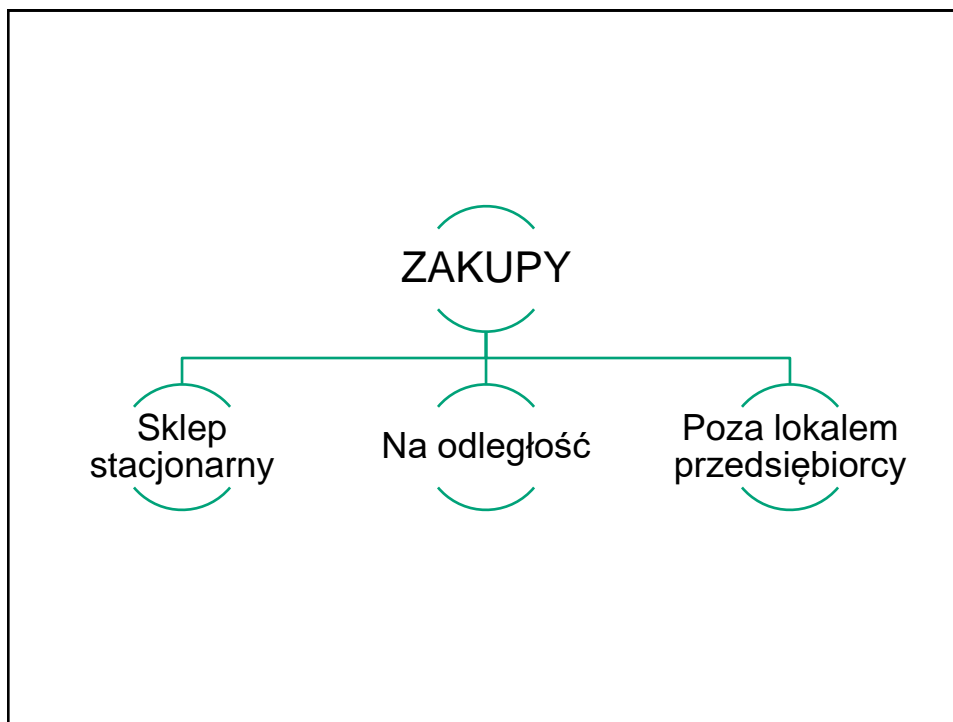 ZAKUPY
Sklep
stacjonarny
Na odległość
Poza lokalem
przedsiębiorcy